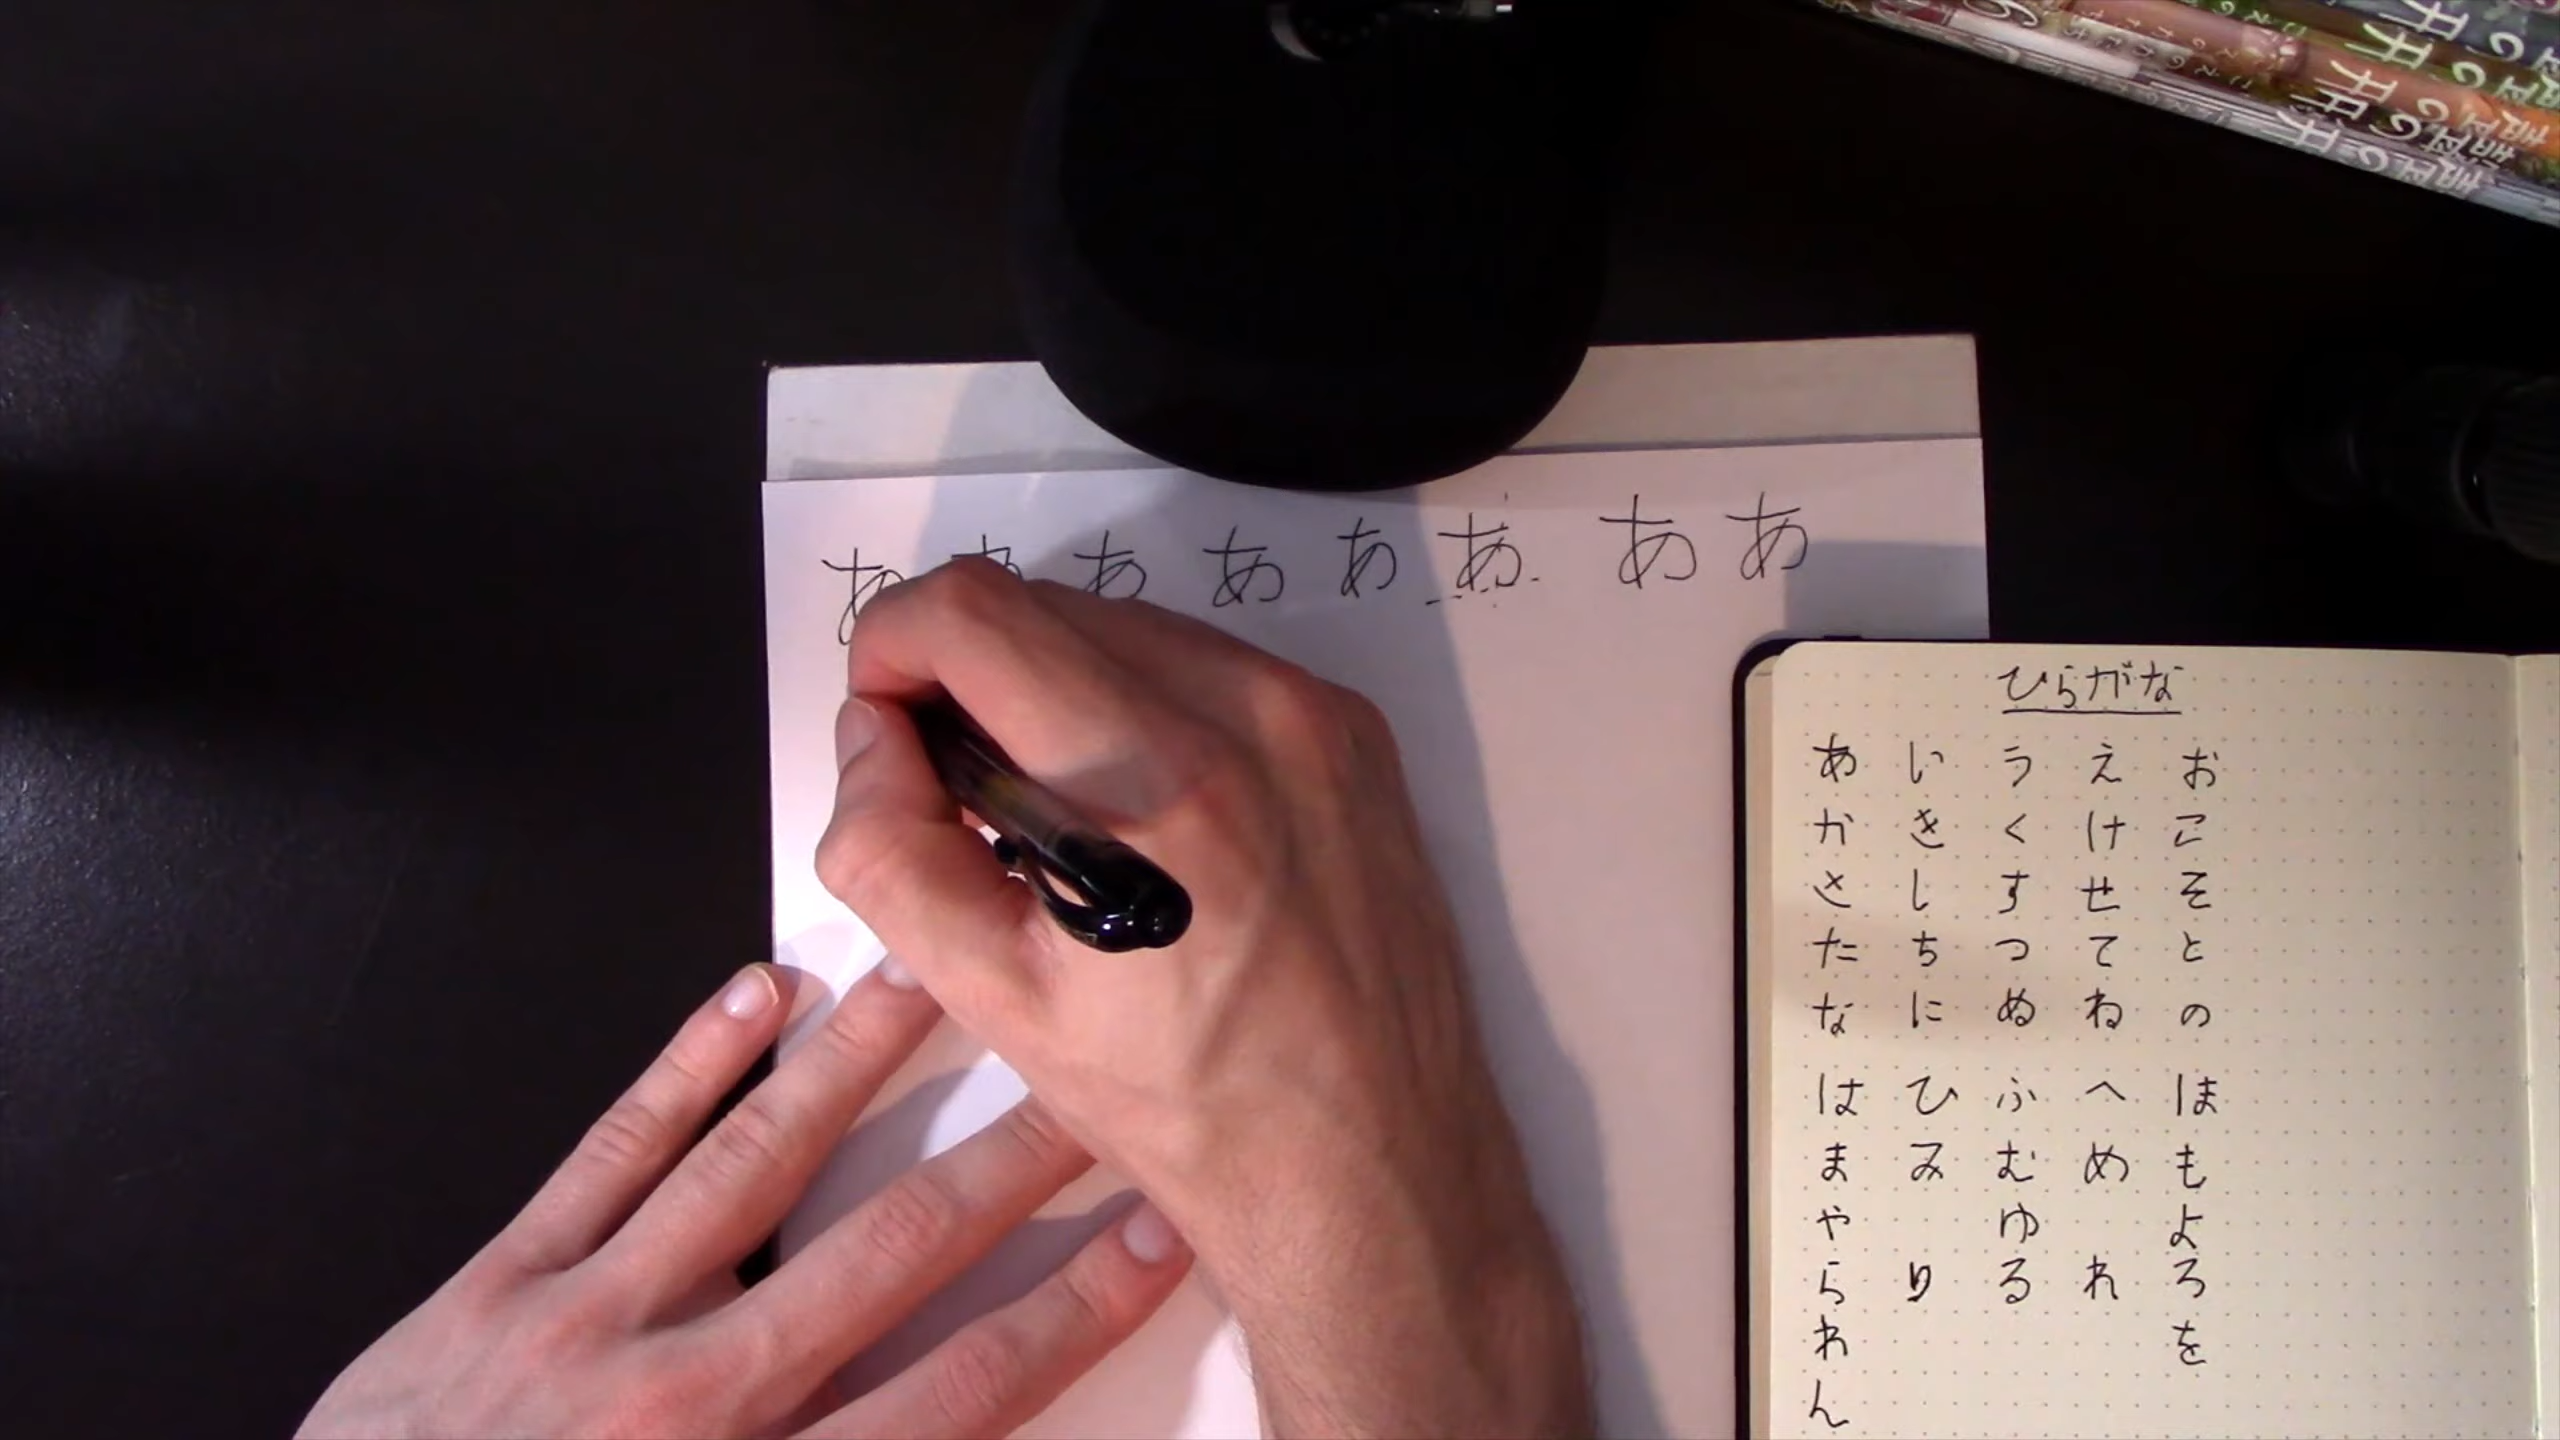 あ あ あ あ あ あ あ あ
ひらがな
あ い う え お
か き く け こ
さ し す せ そ
た ち つ て と
な に ぬ ね の
は ひ ふ へ ほ
ま み む め も
や ゆ よ
ら り る れ ろ
わ を
ん